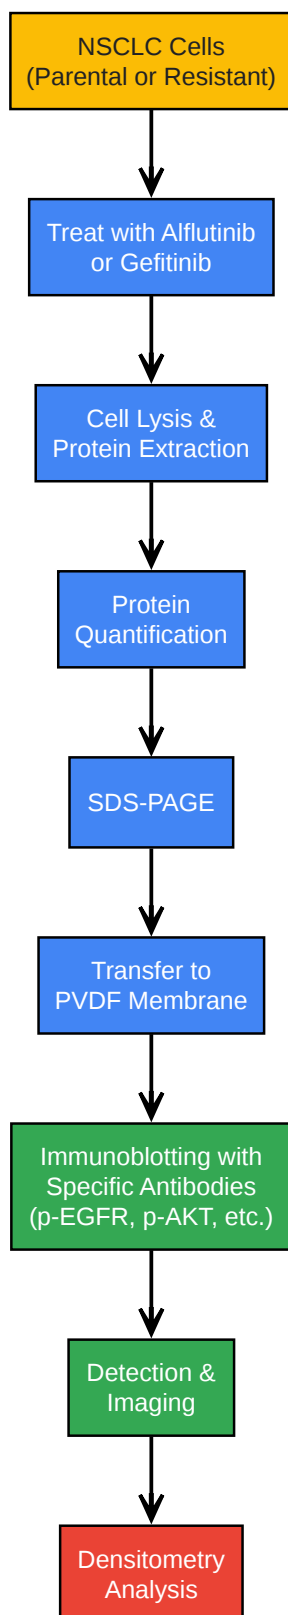 NSCLC Cells
(Parental or Resistant)
Treat with Alflutinib
or Gefitinib
Cell Lysis &
Protein Extraction
Protein
Quantification
SDS-PAGE
Transfer to
PVDF Membrane
Immunoblotting with
Specific Antibodies
(p-EGFR, p-AKT, etc.)
Detection &
Imaging
Densitometry
Analysis